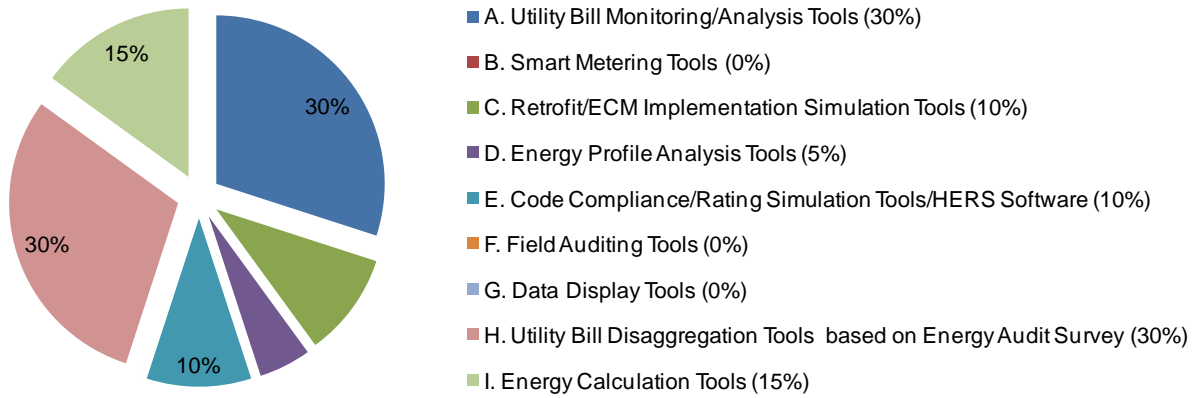 15%
30%
30%
10%
A. Utility Bill Monitoring/Analysis Tools (30%)
B. Smart Metering Tools (0%)
C. Retrofit/ECM Implementation Simulation Tools (10%)
D. Energy Profile Analysis Tools (5%)
E. Code Compliance/Rating Simulation Tools/HERS Software (10%)
F. Field Auditing Tools (0%)
G. Data Display Tools (0%)
H. Utility Bill Disaggregation Tools based on Energy Audit Survey (30%)
I. Energy Calculation Tools (15%)